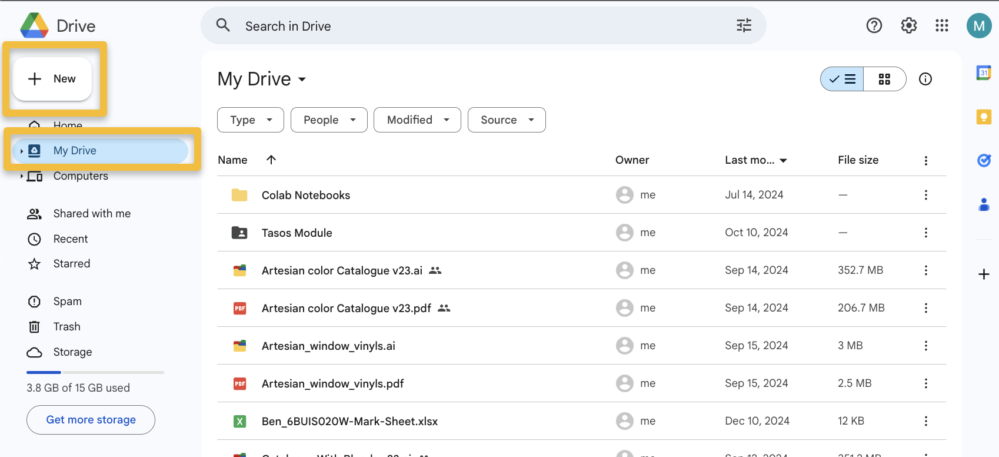 Drive
Search in Drive
M
New
Home
My Drive
Computers
Shared with me
Recent
Starred
Spam
Trash
Storage
3.8 GB of 15 GB used
Get more storage
My Drive
Type People Modified Source
Name Owner Last mo... File size
Colab Notebooks me Jul 14, 2024 —
Tasos Module me Oct 10, 2024 —
Artesian color Catalogue v23.ai me Sep 14, 2024 352.7 MB
PDF Artesian color Catalogue v23.pdf me Sep 14, 2024 206.7 MB
Artesian_window_vinyls.ai me Sep 15, 2024 3 MB
PDF Artesian_window_vinyls.pdf me Sep 15, 2024 2.5 MB
X Ben_6BUIS020W-Mark-Sheet.xlsx me Dec 10, 2024 12 KB
31